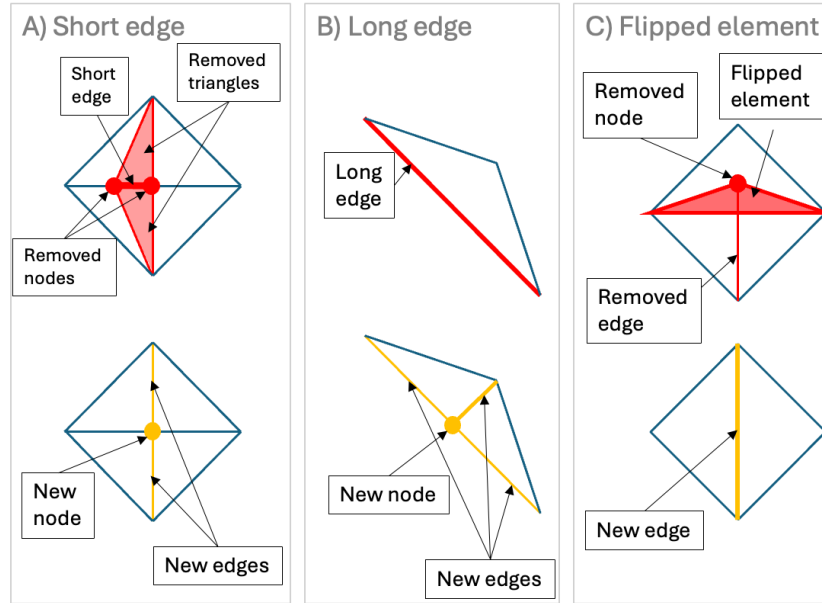 A) Short edge
Short
edge
Removed
triangles
Removed
nodes
New
node
New edges
B) Long edge
Long
edge
New node
New edges
C) Flipped element
Removed
node
Flipped
element
Removed
edge
New edge